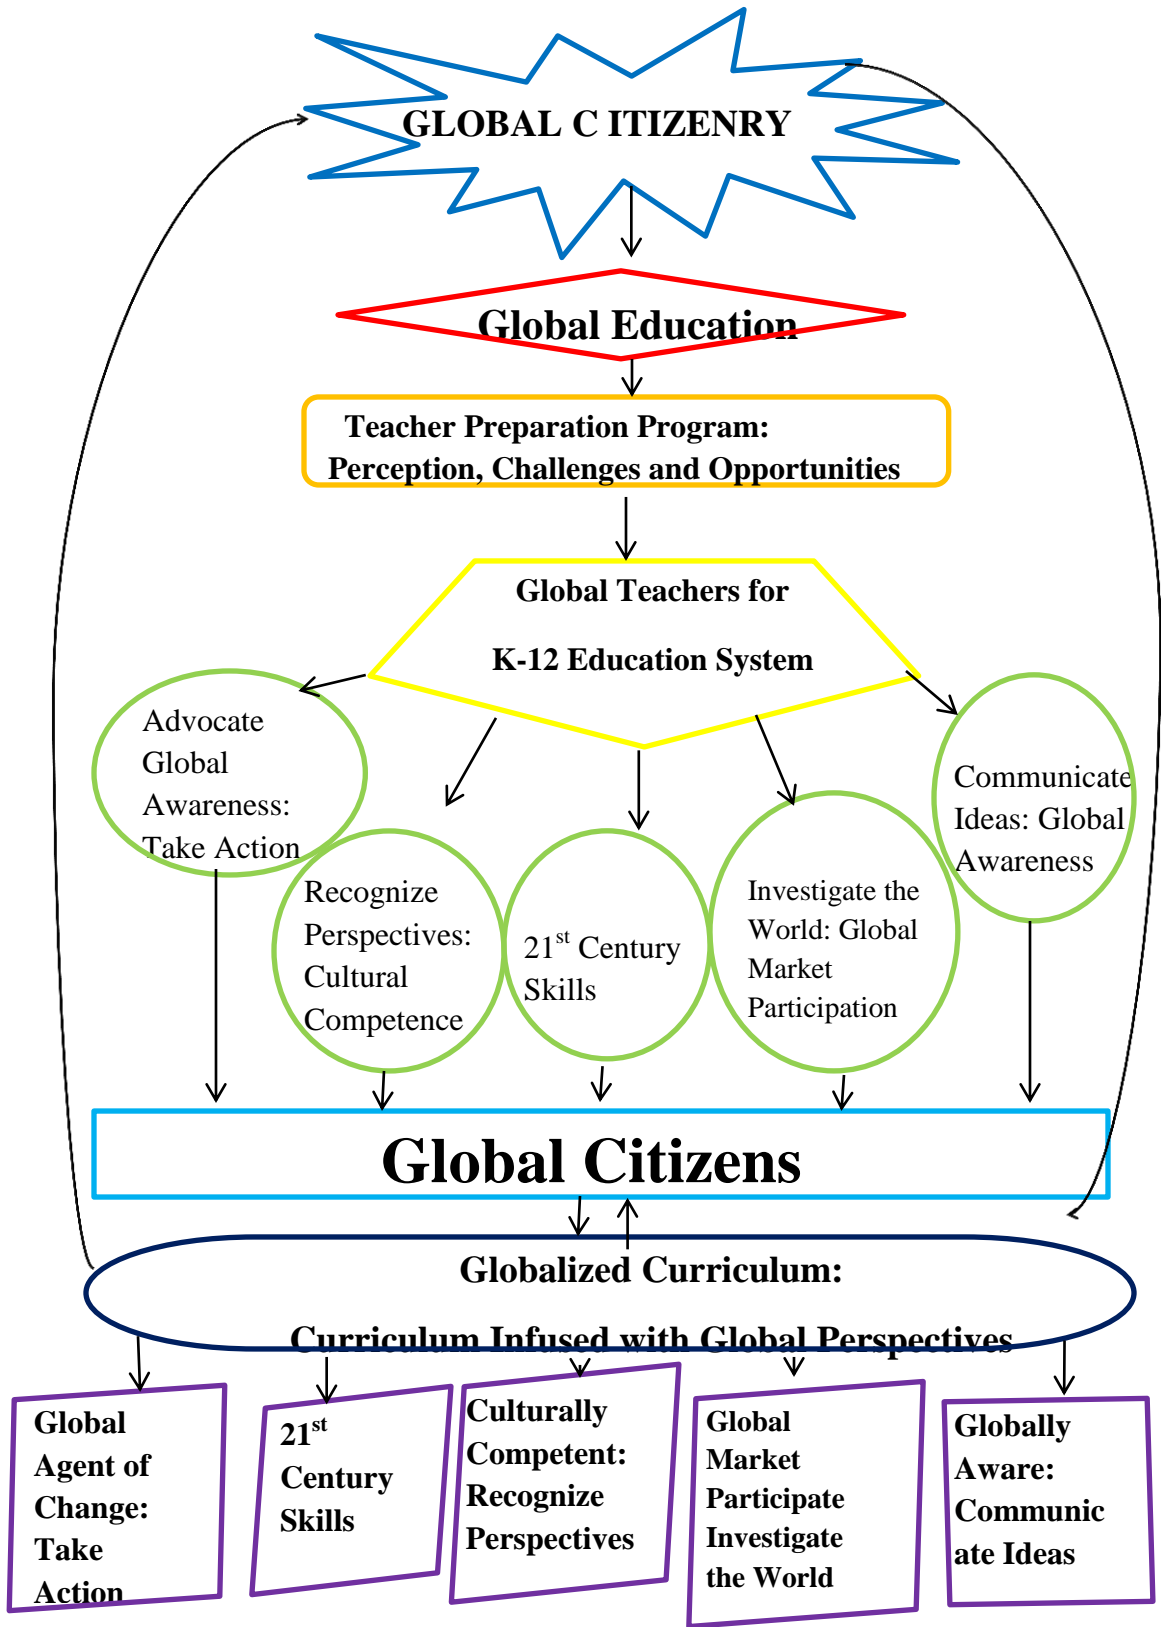 GLOBAL C ITIZENRY
Global Education
Teacher Preparation Program:
Perception, Challenges and Opportunities
Global Teachers for
K-12 Education System
Advocate
Global
Awareness:
Take Action
Recognize
Perspectives:
Cultural
Competence
21st Century
Skills
Investigate the
World: Global
Market
Participation
Communicate
Ideas: Global
Awareness
Global Citizens
Globalized Curriculum:
Curriculum Infused with Global Perspectives
Global
Agent of
Change:
Take
Action
21st
Century
Skills
Culturally
Competent:
Recognize
Perspectives
Global
Market
Participate
Investigate
the World
Globally
Aware:
Communic
ate Ideas